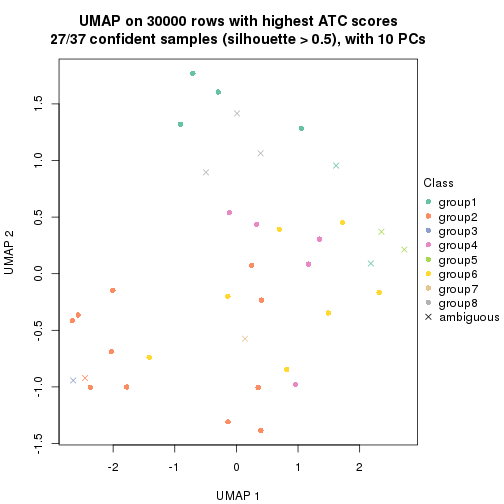 UMAP on 30000 rows with highest ATC scores
27/37 confident samples (silhouette > 0.5), with 10 PCs
UMAP 2
1.5
1.0
0.5
0.0
-0.5
-1.0
-1.5
-2
-1
0
1
2
UMAP 1
Class
group1
group2
group3
group4
group5
group6
group7
group8
ambiguous